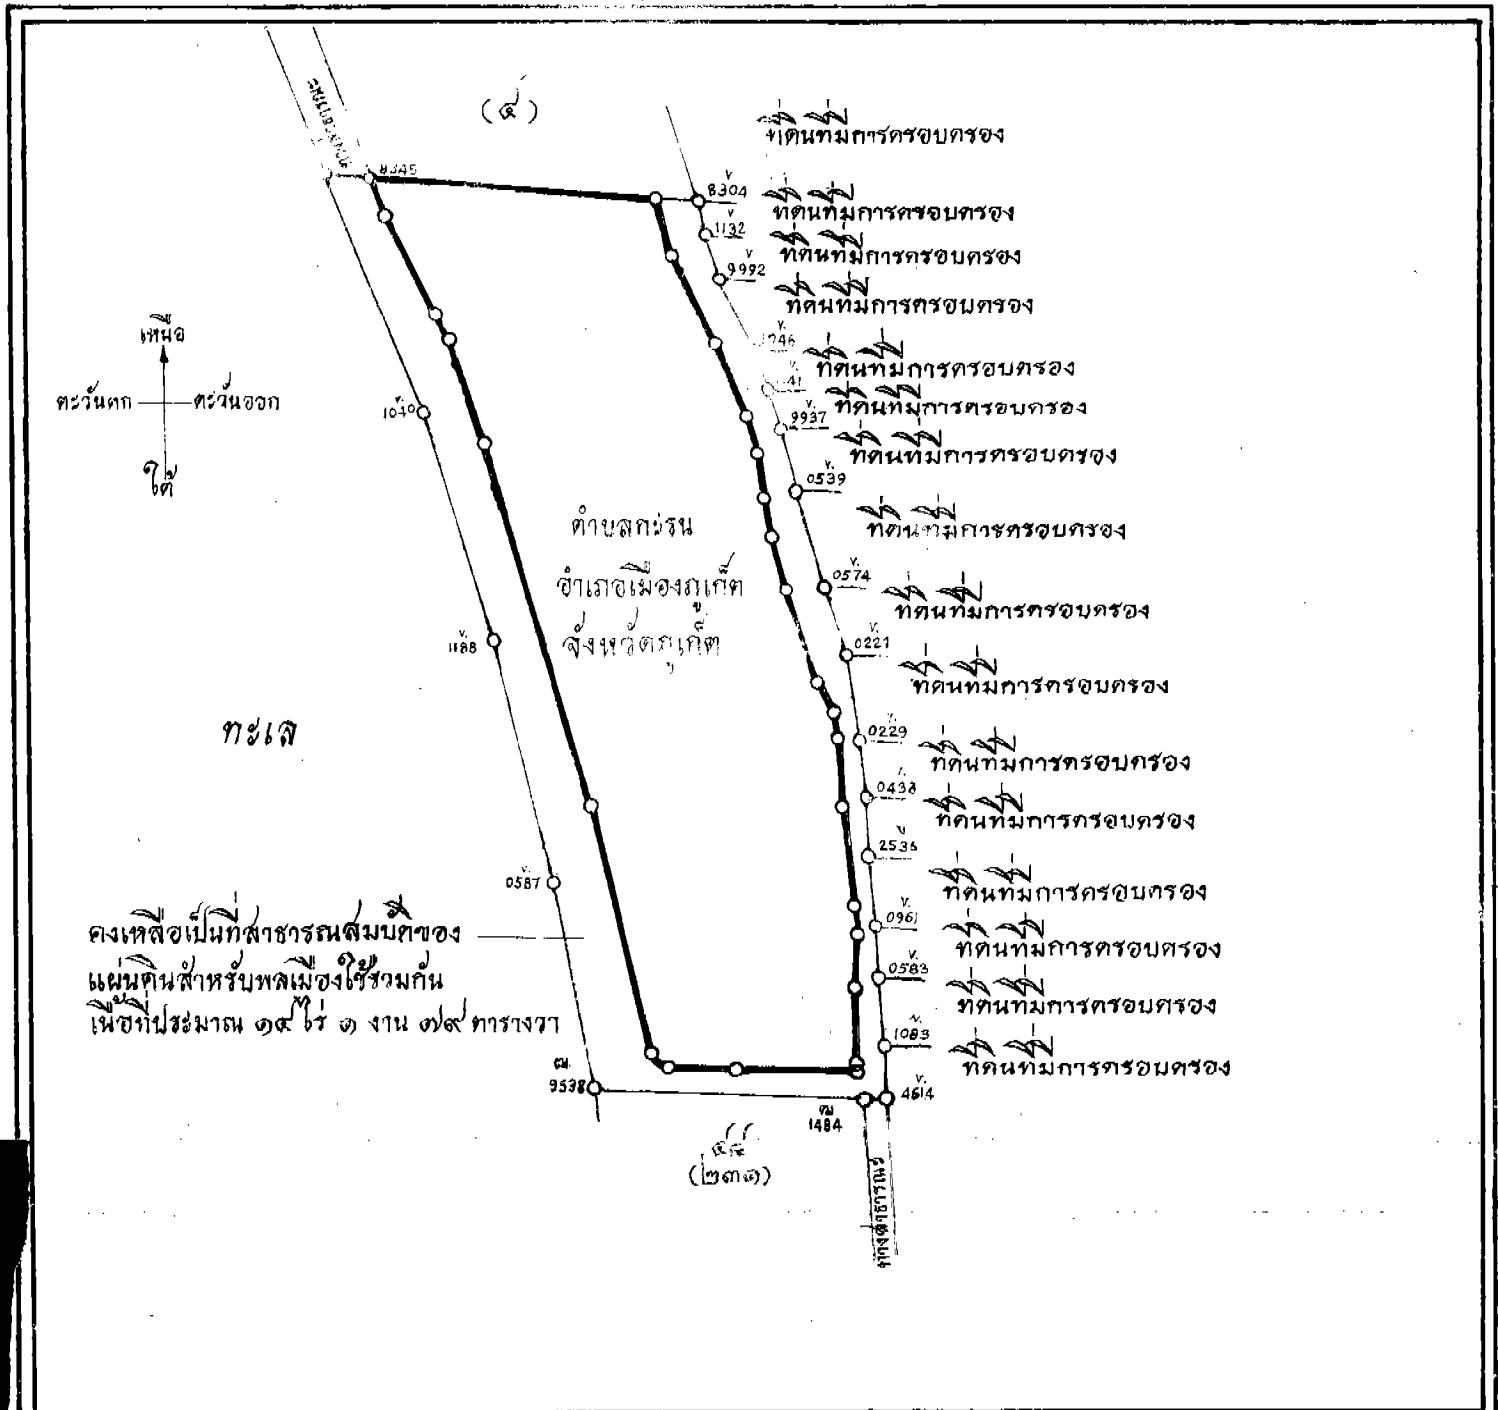 (๔)
ที่ดินที่มีการครอบครอง
8345
V
8304
ที่ดินที่มีการครอบครอง
V
1132
ที่ดินที่มีการครอบครอง
V
9992
ที่ดินที่มีการครอบครอง
เหนือ
V.
ที่ดินที่มีการครอบครอง
ตะวันตก
ตะวันออก
V.
41
ที่ดินที่มีการครอบครอง
V.
9937
ที่ดินที่มีการครอบครอง
ใต้
V.
0539
ตำบลกะรน
ที่ดินที่มีการครอบครอง
อำเภอเมืองภูเก็ต
V.
0574
ที่ดินที่มีการครอบครอง
จังหวัดภูเก็ต
V.
0221
V.
1188
ที่ดินที่มีการครอบครอง
ทะเล
0229
ที่ดินที่มีการครอบครอง
0438
ที่ดินที่มีการครอบครอง
V.
0587
ที่ดินที่มีการครอบครอง
V.
0961
คงเหลือเป็นที่สาธารณสมบัติของ
แผ่นดินสำหรับพลเมืองใช้ร่วมกัน
เนื้อที่ประมาณ ๑๔ ไร่ ๑ งาน ๗๙ ตารางวา
ที่ดินที่มีการครอบครอง
V.
0583
ที่ดินที่มีการครอบครอง
1083
ที่ดินที่มีการครอบครอง
9538
V.
4614
1484
(๒๓๑)
ทางสาธารณะ